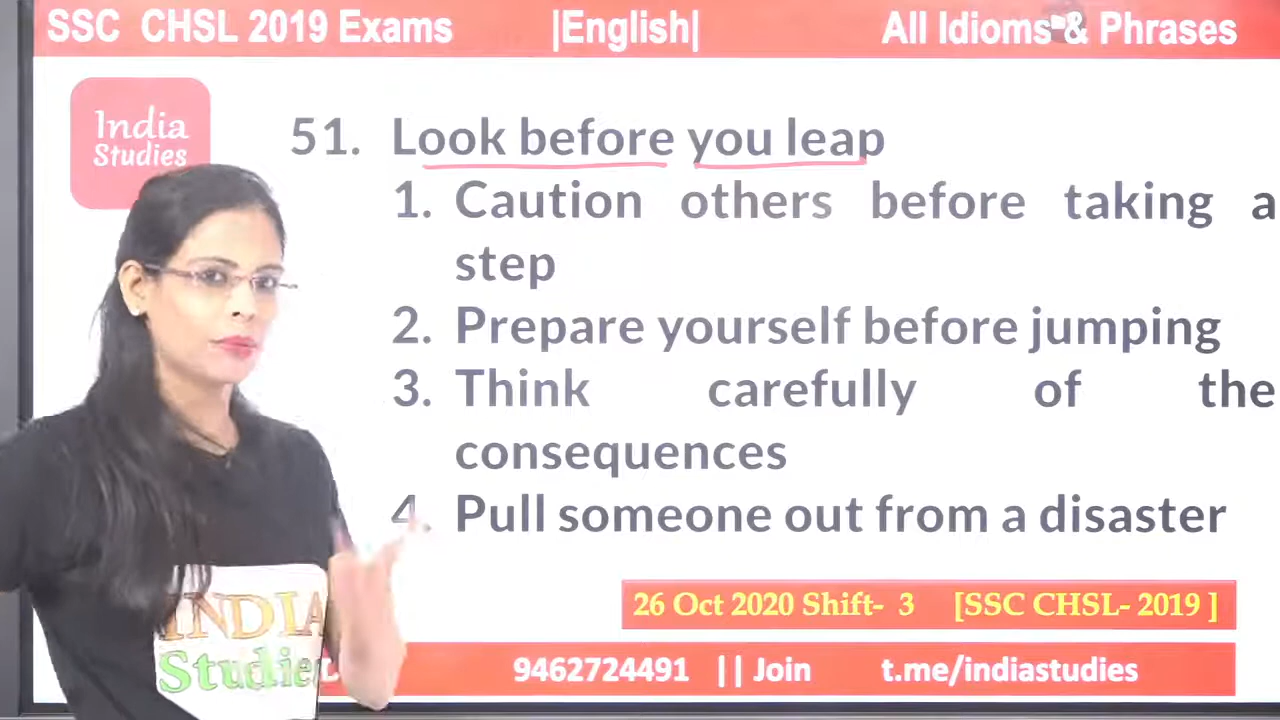 SSC CHSL 2019 Exams |English| All Idioms & Phrases
India
Studies
51. Look before you leap
1. Caution others before taking a
step
2. Prepare yourself before jumping
3. Think carefully of the
consequences
4. Pull someone out from a disaster
26 Oct 2020 Shift- 3 [SSC CHSL- 2019 ]
INDIA
Studies
9462724491 || Join t.me/indiastudies